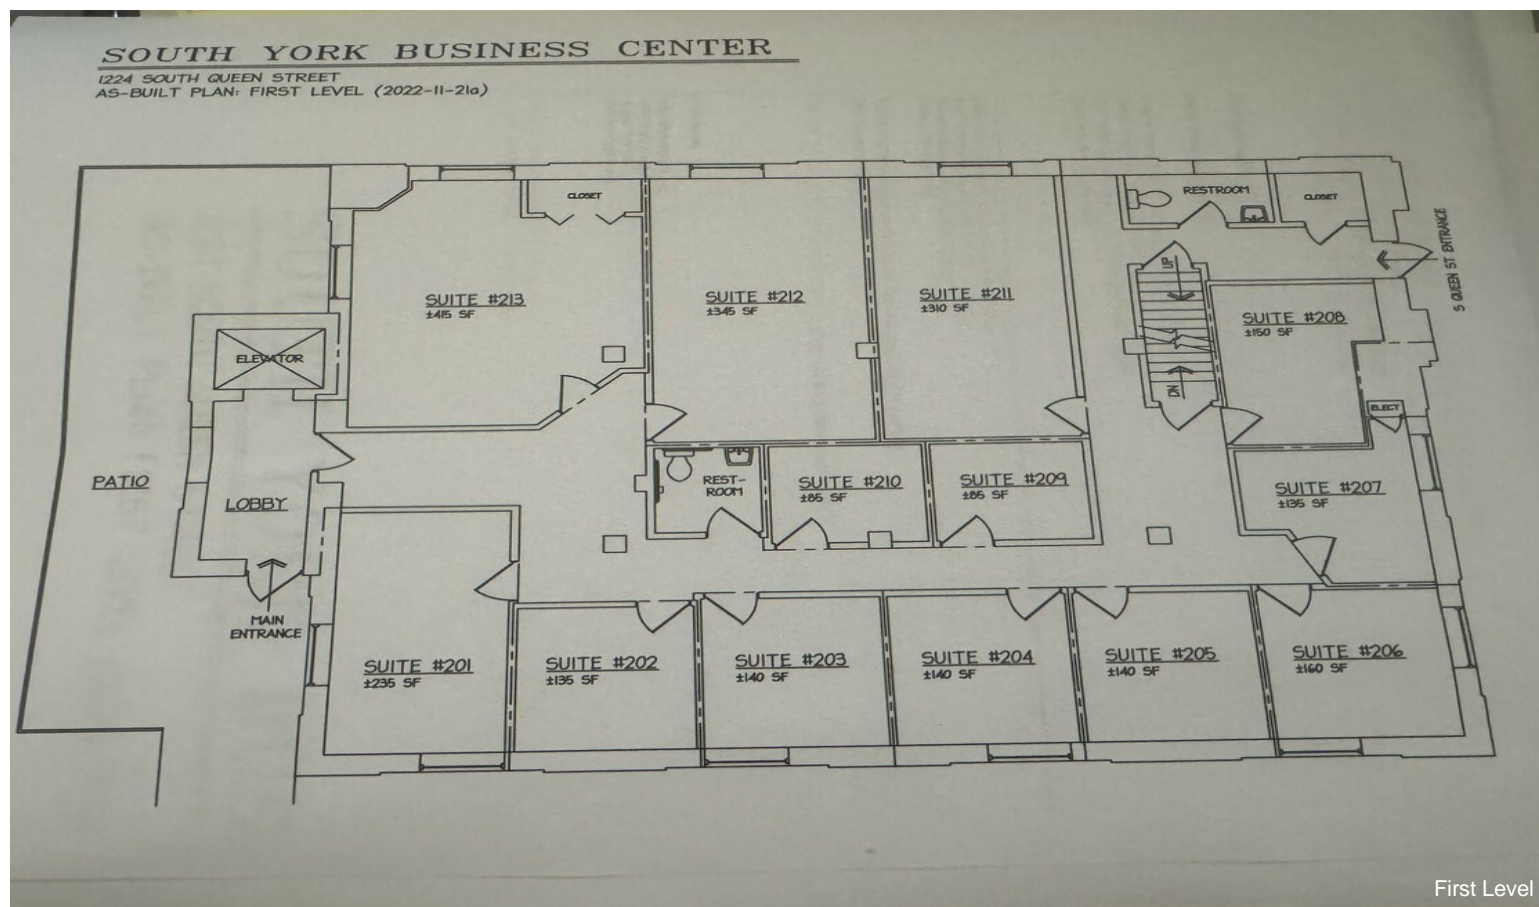 SOUTH YORK BUSINESS CENTER
1224 SOUTH QUEEN STREET
AS-BUILT PLAN: FIRST LEVEL (2022-11-21a)
CLOSET
RESTROOM
CLOSET
S QUEEN ST ENTRANCE
UP
SUITE #213
±415 SF
SUITE #212
±345 SF
SUITE #211
±310 SF
SUITE #208
±150 SF
ELEVATOR
DN
ELECT
PATIO
LOBBY
REST-
ROOM
SUITE #210
±85 SF
SUITE #209
±85 SF
SUITE #207
±135 SF
MAIN
ENTRANCE
SUITE #201
±235 SF
SUITE #202
±135 SF
SUITE #203
±140 SF
SUITE #204
±140 SF
SUITE #205
±140 SF
SUITE #206
±160 SF
First Level